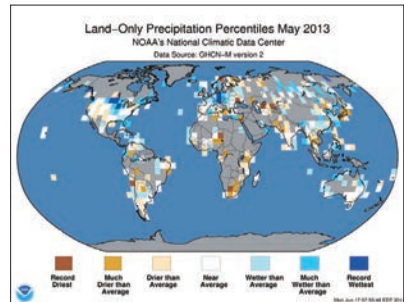 Land-Only Precipitation Percentiles May 2013
NOAA's National Climatic Data Center
Data Source: GHCN-M version 2
Record Driest
Much Drier than Average
Drier than Average
Near Average
Wetter than Average
Much Wetter than Average
Record Wettest